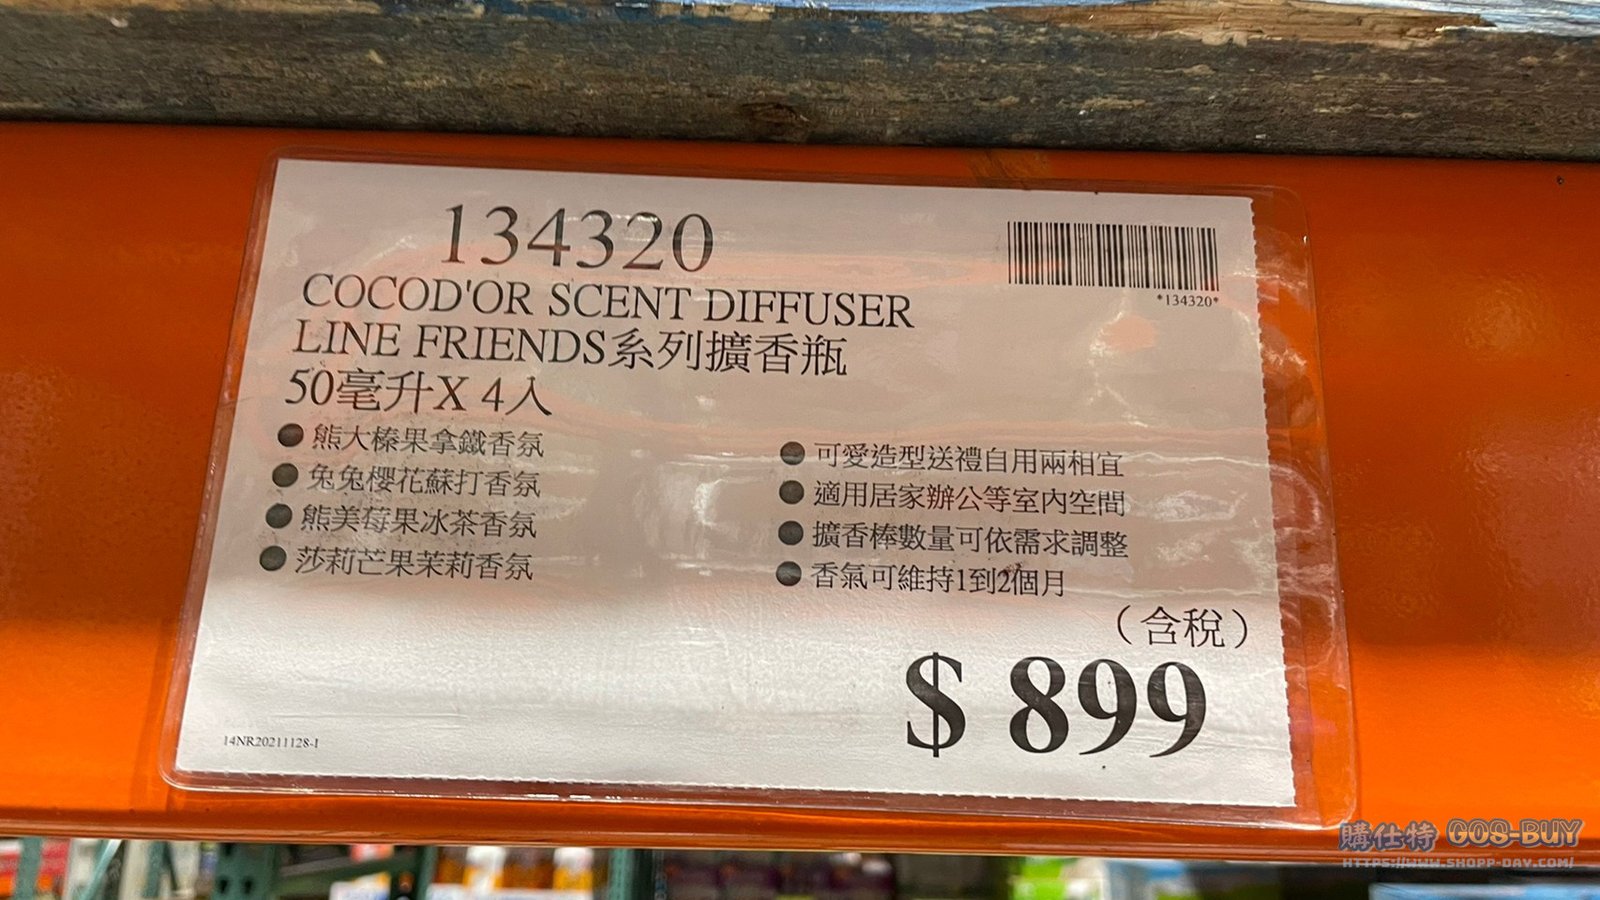 134320
*134320*
COCOD'OR SCENT DIFFUSER
LINE FRIENDS系列擴香瓶
50毫升X 4入
●熊大榛果拿鐵香氛
●兔兔櫻花蘇打香氛
●熊美莓果冰茶香氛
●莎莉芒果茉莉香氛
●可愛造型送禮自用兩相宜
●適用居家辦公等室內空間
●擴香棒數量可依需求調整
●香氣可維持1到2個月
（含稅）
$ 899
14NR20211128-1
購仕特 GOS-BUY
HTTPS://WWW.SHOPP-DAY.COM/